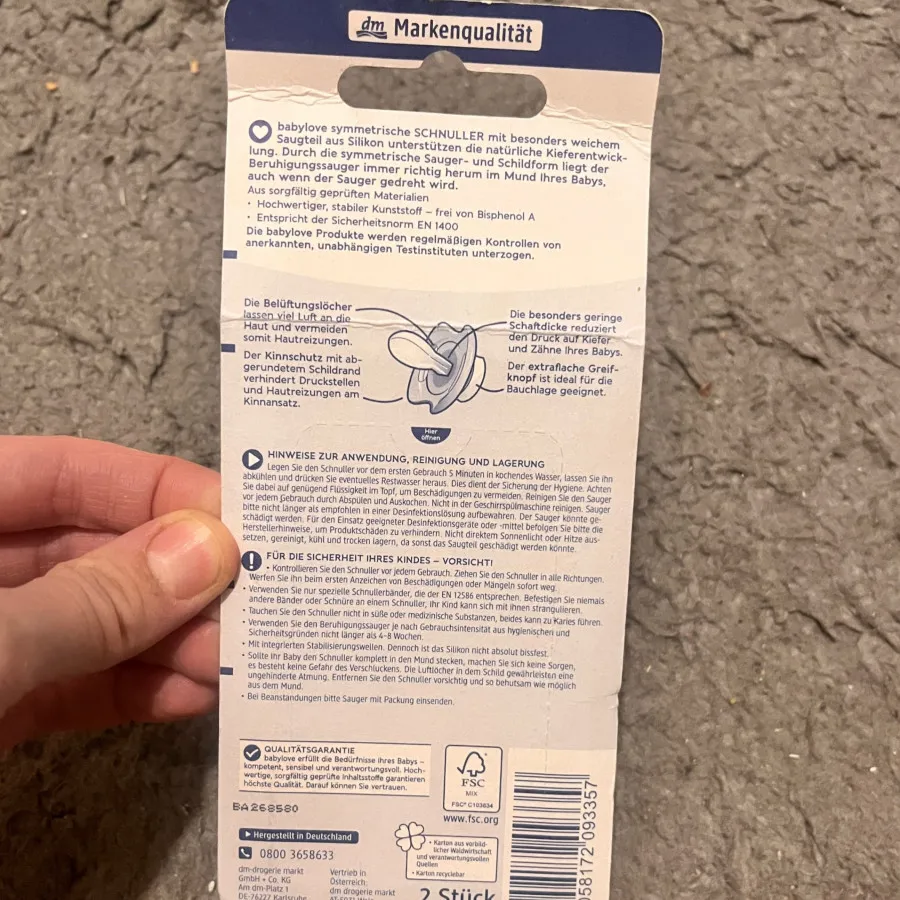 dm Markenqualität
babylove symmetrische SCHNULLER mit besonders weichem
Saugteil aus Silikon unterstützen die natürliche Kieferentwick-
lung. Durch die symmetrische Sauger- und Schildform liegt der
Beruhigungssauger immer richtig herum im Mund Ihres Babys,
auch wenn der Sauger gedreht wird.
Aus sorgfältig geprüften Materialien
• Hochwertiger, stabiler Kunststoff – frei von Bisphenol A
• Entspricht der Sicherheitsnorm EN 1400
Die babylove Produkte werden regelmäßigen Kontrollen von
anerkannten, unabhängigen Testinstituten unterzogen.
Die Belüftungslöcher
lassen viel Luft an die
Haut und vermeiden
somit Hautreizungen.
Der Kinnschutz mit ab-
gerundetem Schildrand
verhindert Druckstellen
und Hautreizungen am
Kinnansatz.
Die besonders geringe
Schaftdicke reduziert
den Druck auf Kiefer
und Zähne Ihres Babys.
Der extraflache Greif-
knopf ist ideal für die
Bauchlage geeignet.
Hier
öffnen
HINWEISE ZUR ANWENDUNG, REINIGUNG UND LAGERUNG
Legen Sie den Schnuller vor dem ersten Gebrauch 5 Minuten in kochendes Wasser, lassen Sie ihn
abkühlen und drücken Sie eventuelles Restwasser heraus. Dies dient der Sicherung der Hygiene. Achten
Sie dabei auf genügend Flüssigkeit im Topf, um Beschädigungen zu vermeiden. Reinigen Sie den Sauger
vor jedem Gebrauch durch Abspülen und Auskochen. Nicht in der Geschirrspülmaschine reinigen. Sauger
bitte nicht länger als empfohlen in einer Desinfektionslösung aufbewahren. Der Sauger könnte ge-
schädigt werden. Für den Einsatz geeigneter Desinfektionsgeräte oder -mittel befolgen Sie bitte die
Herstellerhinweise, um Produktschäden zu verhindern. Nicht direktem Sonnenlicht oder Hitze aus-
setzen, gereinigt, kühl und trocken lagern, da sonst das Saugteil geschädigt werden könnte.
FÜR DIE SICHERHEIT IHRES KINDES – VORSICHT!
• Kontrollieren Sie den Schnuller vor jedem Gebrauch. Ziehen Sie den Schnuller in alle Richtungen.
Werfen Sie ihn beim ersten Anzeichen von Beschädigungen oder Mängeln sofort weg.
• Verwenden Sie nur spezielle Schnullerbänder, die der EN 12586 entsprechen. Befestigen Sie niemals
andere Bänder oder Schnüre an einem Schnuller, Ihr Kind kann sich mit ihnen strangulieren.
• Tauchen Sie den Schnuller nicht in süße oder medizinische Substanzen, beides kann zu Karies führen.
• Verwenden Sie den Beruhigungssauger je nach Gebrauchsintensität aus hygienischen und
Sicherheitsgründen nicht länger als 4-8 Wochen.
• Mit integrierten Stabilisierungswellen. Dennoch ist das Silikon nicht absolut bissfest.
• Sollte Ihr Baby den Schnuller komplett in den Mund stecken, machen Sie sich keine Sorgen,
es besteht keine Gefahr des Verschluckens. Die Luftlöcher in dem Schild gewährleisten eine
ungehinderte Atmung. Entfernen Sie den Schnuller vorsichtig und so behutsam wie möglich
aus dem Mund.
• Bei Beanstandungen bitte Sauger mit Packung einsenden.
QUALITÄTSGARANTIE
babylove erfüllt die Bedürfnisse Ihres Babys –
kompetent, sensibel und verantwortungsvoll. Hoch-
wertige, sorgfältig geprüfte Inhaltsstoffe garantieren
höchste Qualität. Darauf können Sie vertrauen.
BA 268580
FSC
MIX
FSC® C103034
www.fsc.org
Hergestellt in Deutschland
0800 3658633
dm-drogerie markt
GmbH + Co. KG
Am dm-Platz 1
DE-76227 Karlsruhe
Vertrieb in
Österreich:
dm drogerie markt
• Karton aus vorbild-
licher Waldwirtschaft
und verantwortungsvollen
Quellen
• Karton recyclebar
2 Stück
058172 093357